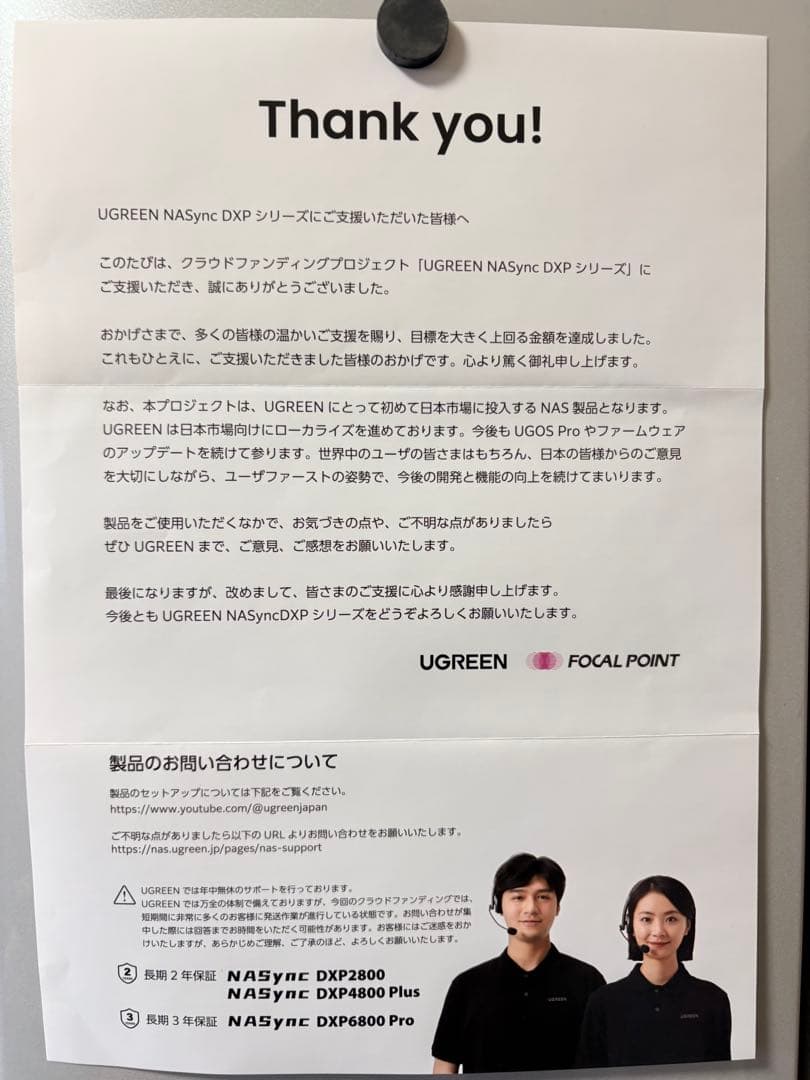 Thank you!
UGREEN NASync DXP シリーズにご支援いただいた皆様へ
このたびは、クラウドファンディングプロジェクト「UGREEN NASync DXP シリーズ」に
ご支援いただき、誠にありがとうございました。
おかげさまで、多くの皆様の温かいご支援を賜り、目標を大きく上回る金額を達成しました。
これもひとえに、ご支援いただきました皆様のおかげです。心より篤く御礼申し上げます。
なお、本プロジェクトは、UGREEN にとって初めて日本市場に投入する NAS 製品となります。
UGREEN は日本市場向けにローカライズを進めております。今後も UGOS Pro やファームウェア
のアップデートを続けて参ります。世界中のユーザの皆さまはもちろん、日本の皆様からのご意見
を大切にしながら、ユーザファーストの姿勢で、今後の開発と機能の向上を続けてまいります。
製品をご使用いただくなかで、お気づきの点や、ご不明な点がありましたら
ぜひ UGREEN まで、ご意見、ご感想をお願いいたします。
最後になりますが、改めまして、皆さまのご支援に心より感謝申し上げます。
今後とも UGREEN NASyncDXP シリーズをどうぞよろしくお願いいたします。
UGREEN FOCAL POINT
製品のお問い合わせについて
製品のセットアップについては下記をご覧ください。
https://www.youtube.com/@ugreenjapan
ご不明な点がありましたら以下の URL よりお問い合わせをお願いいたします。
https://nas.ugreen.jp/pages/nas-support
UGREEN では年中無休のサポートを行っております。
UGREEN では万全の体制で備えておりますが、今回のクラウドファンディングでは、
短期間に非常に多くのお客様に発送作業が進行している状態です。お問い合わせが集
中した際には回答までお時間をいただく可能性があります。お客様にはご迷惑をおか
けいたしますが、あらかじめご理解、ご了承のほど、よろしくお願いいたします。
2 長期 2 年保証 NASync DXP2800
NASync DXP4800 Plus
3 長期 3 年保証 NASync DXP6800 Pro
UGREEN
UGREEN